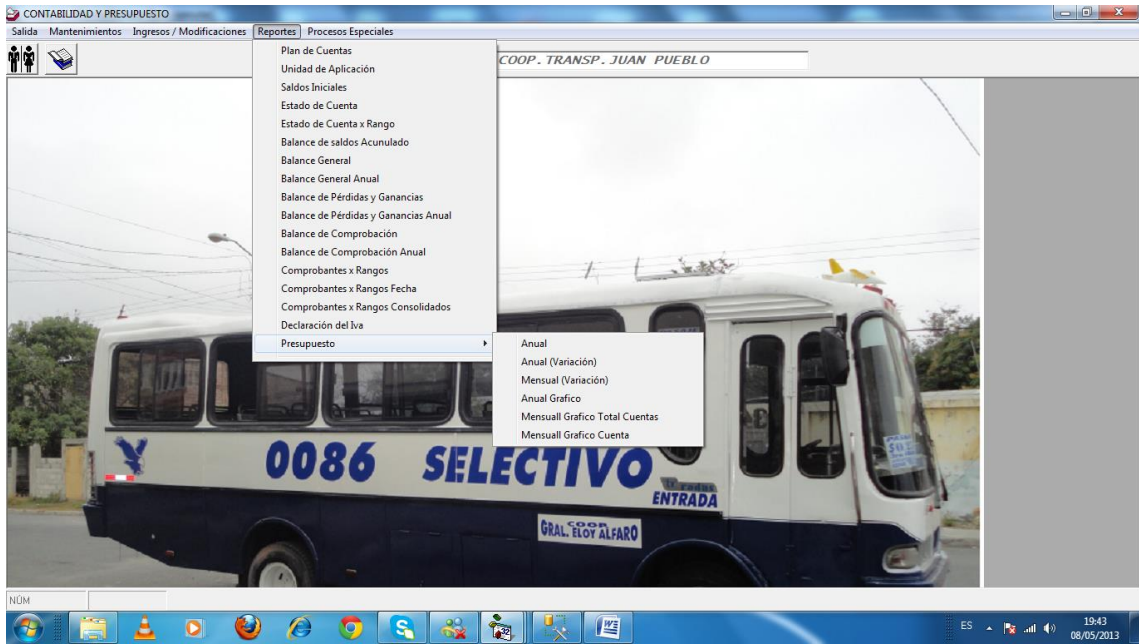 CONTABILIDAD Y PRESUPUESTO
Salida Mantenimientos Ingresos / Modificaciones Reportes Procesos Especiales
COOP. TRANSP. JUAN PUEBLO
Plan de Cuentas
Unidad de Aplicación
Saldos Iniciales
Estado de Cuenta
Estado de Cuenta x Rango
Balance de saldos Acumulado
Balance General
Balance General Anual
Balance de Pérdidas y Ganancias
Balance de Pérdidas y Ganancias Anual
Balance de Comprobación
Balance de Comprobación Anual
Comprobantes x Rangos
Comprobantes x Rangos Fecha
Comprobantes x Rangos Consolidados
Declaración del Iva
Presupuesto
Anual
Anual (Variación)
Mensual (Variación)
Anual Grafico
Mensuall Grafico Total Cuentas
Mensuall Grafico Cuenta
0086 SELECTIVO
ENTRADA
COOP.
GRAL. ELOY ALFARO
NÚM
32
ES
19:43
08/05/2013